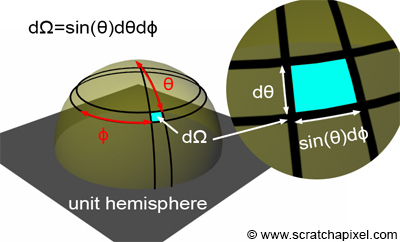 dΩ=sin(θ)dθdϕ
θ
ϕ
dΩ
dθ
sin(θ)dϕ
unit hemisphere
© www.scratchapixel.com